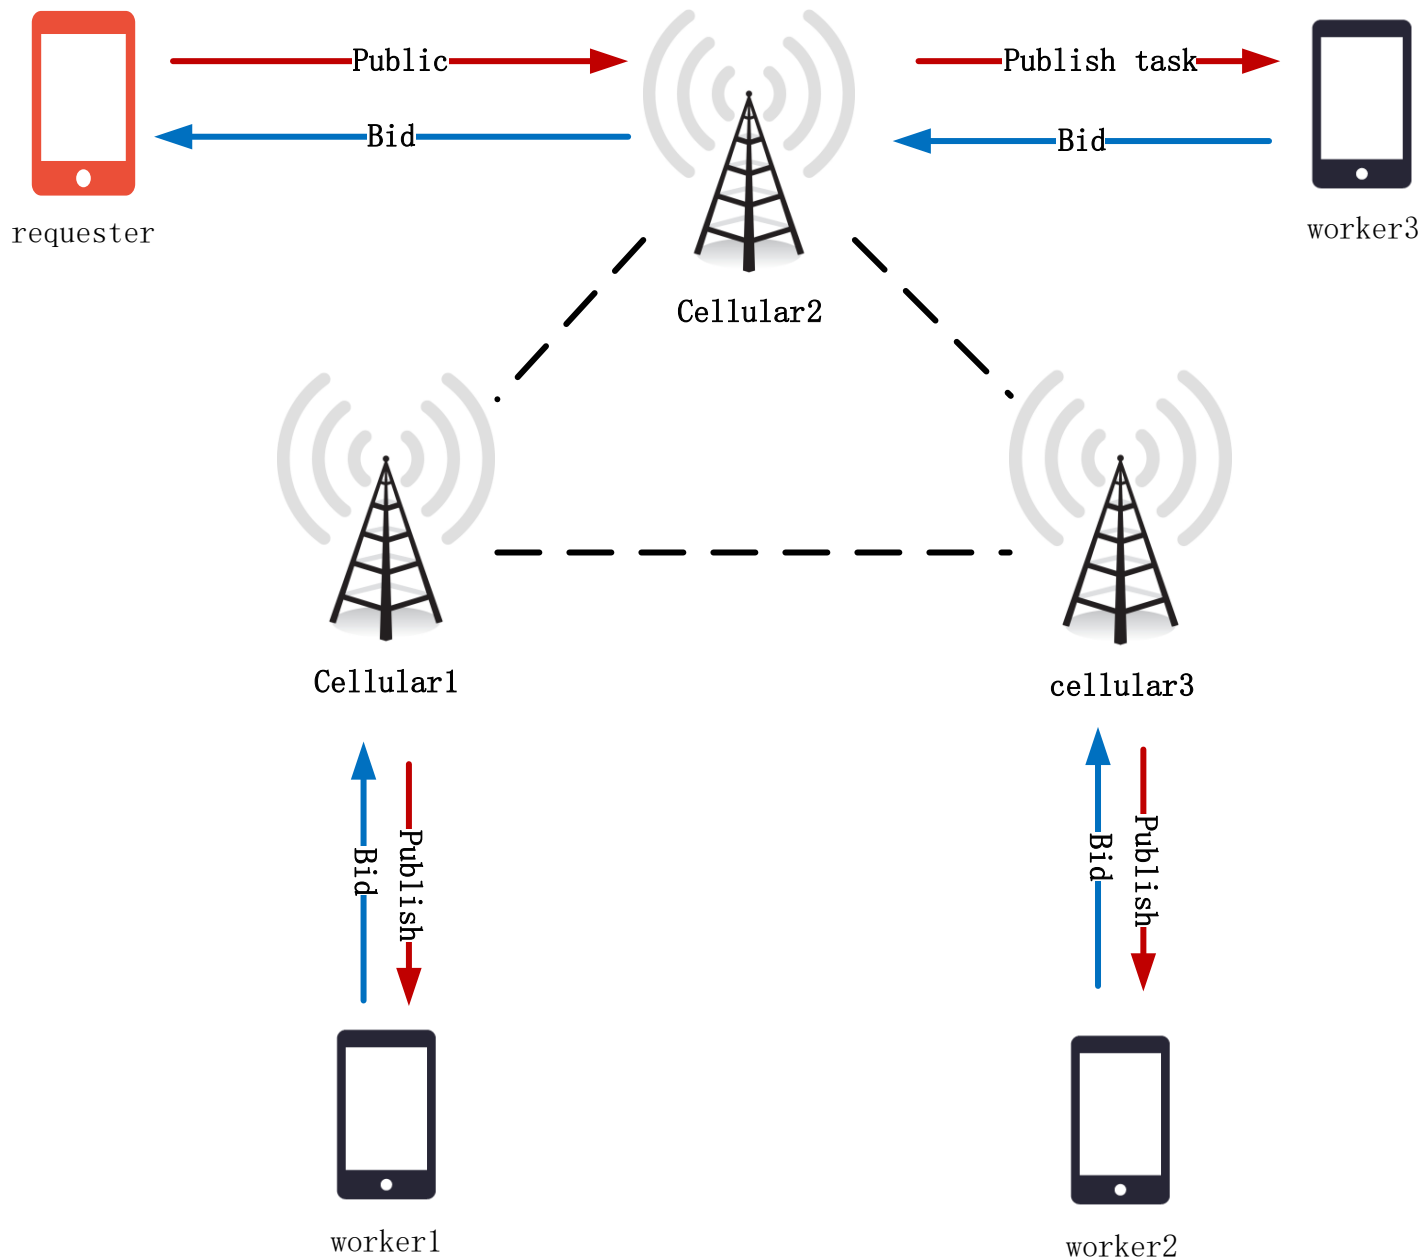 Public
Publish task
Bid
Bid
requester
worker3
Cellular2
Cellular1
cellular3
Bid
Publish
Bid
Publish
worker1
worker2